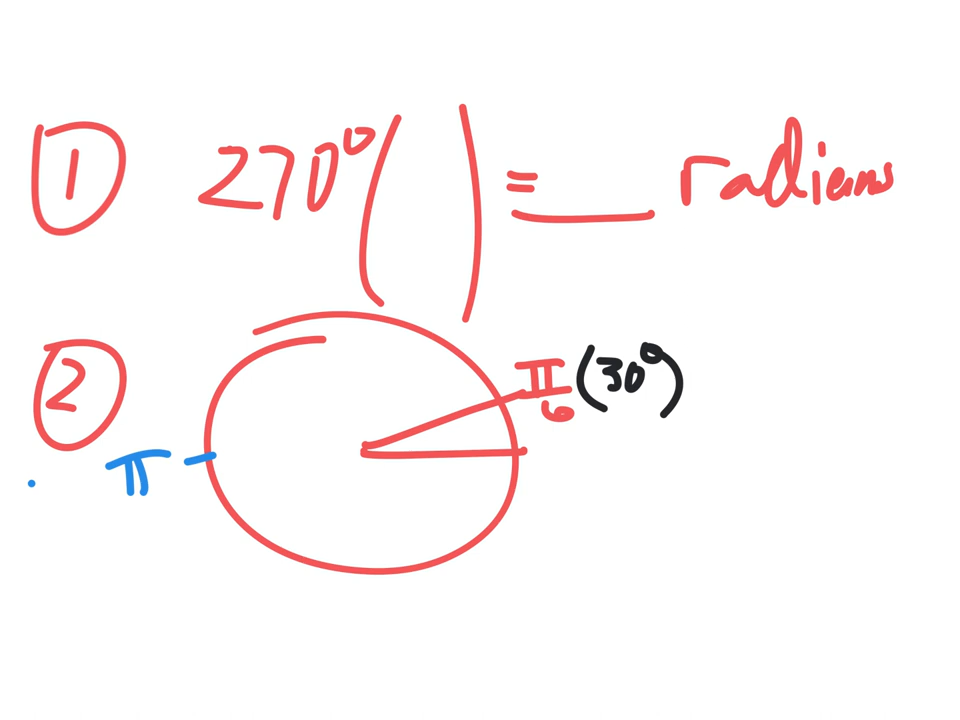 ① 270° ( ) = ___ radians
② π/6 (30°)
π